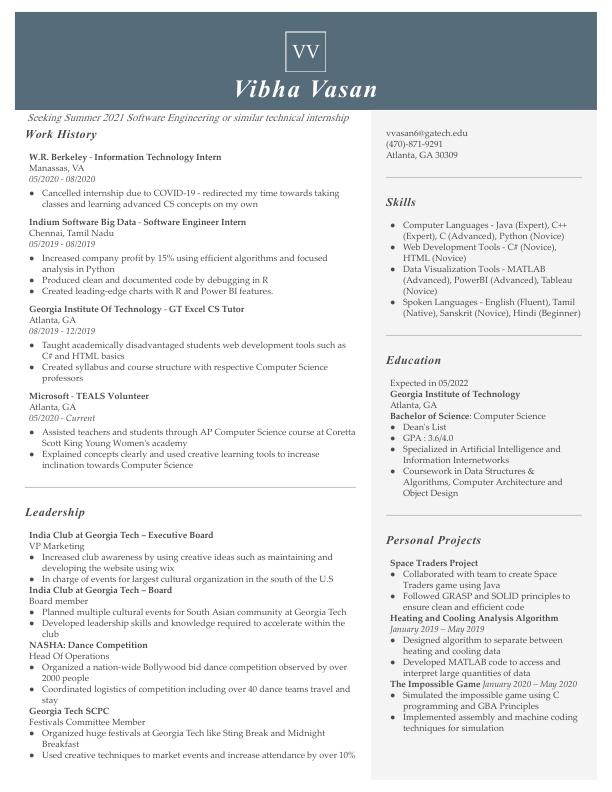 VV
Vibha Vasan
Seeking Summer 2021 Software Engineering or similar technical internship
Work History
W.R. Berkeley - Information Technology Intern
Manassas, VA
05/2020 - 08/2020
● Cancelled internship due to COVID-19 - redirected my time towards taking
classes and learning advanced CS concepts on my own
Indium Software Big Data - Software Engineer Intern
Chennai, Tamil Nadu
05/2019 - 08/2019
● Increased company profit by 15% using efficient algorithms and focused
analysis in Python
● Produced clean and documented code by debugging in R
● Created leading-edge charts with R and Power BI features.
Georgia Institute Of Technology - GT Excel CS Tutor
Atlanta, GA
08/2019 - 12/2019
● Taught academically disadvantaged students web development tools such as
C# and HTML basics
● Created syllabus and course structure with respective Computer Science
professors
Microsoft - TEALS Volunteer
Atlanta, GA
05/2020 - Current
● Assisted teachers and students through AP Computer Science course at Coretta
Scott King Young Women's academy
● Explained concepts clearly and used creative learning tools to increase
inclination towards Computer Science
Leadership
India Club at Georgia Tech – Executive Board
VP Marketing
● Increased club awareness by using creative ideas such as maintaining and
developing the website using wix
● In charge of events for largest cultural organization in the south of the U.S
India Club at Georgia Tech – Board
Board member
● Planned multiple cultural events for South Asian community at Georgia Tech
● Developed leadership skills and knowledge required to accelerate within the
club
NASHA: Dance Competition
Head Of Operations
● Organized a nation-wide Bollywood bid dance competition observed by over
2000 people
● Coordinated logistics of competition including over 40 dance teams travel and
stay
Georgia Tech SCPC
Festivals Committee Member
● Organized huge festivals at Georgia Tech like Sting Break and Midnight
Breakfast
● Used creative techniques to market events and increase attendance by over 10%
vvasan6@gatech.edu
(470)-871-9291
Atlanta, GA 30309
Skills
● Computer Languages - Java (Expert), C++
(Expert), C (Advanced), Python (Novice)
● Web Development Tools - C# (Novice),
HTML (Novice)
● Data Visualization Tools - MATLAB
(Advanced), PowerBI (Advanced), Tableau
(Novice)
● Spoken Languages - English (Fluent), Tamil
(Native), Sanskrit (Novice), Hindi (Beginner)
Education
Expected in 05/2022
Georgia Institute of Technology
Atlanta, GA
Bachelor of Science: Computer Science
● Dean's List
● GPA : 3.6/4.0
● Specialized in Artificial Intelligence and
Information Internetworks
● Coursework in Data Structures &
Algorithms, Computer Architecture and
Object Design
Personal Projects
Space Traders Project
● Collaborated with team to create Space
Traders game using Java
● Followed GRASP and SOLID principles to
ensure clean and efficient code
Heating and Cooling Analysis Algorithm
January 2019 – May 2019
● Designed algorithm to separate between
heating and cooling data
● Developed MATLAB code to access and
interpret large quantities of data
The Impossible Game January 2020 – May 2020
● Simulated the impossible game using C
programming and GBA Principles
● Implemented assembly and machine coding
techniques for simulation